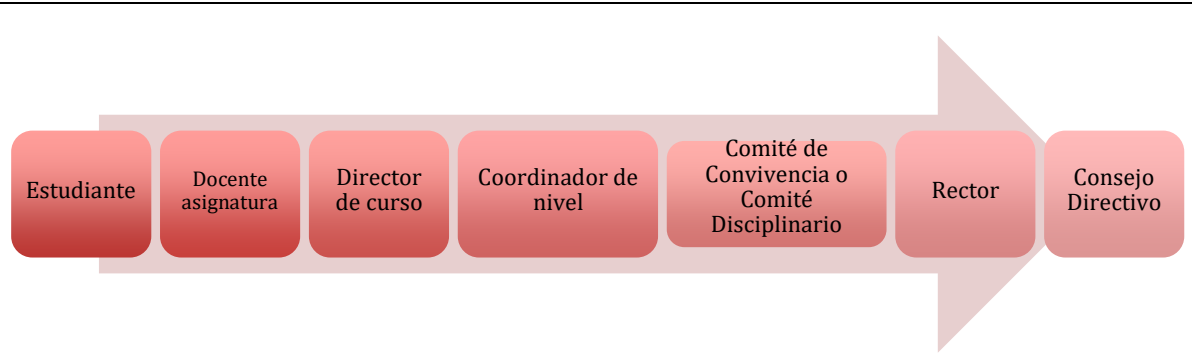 Estudiante
Docente
asignatura
Director
de curso
Coordinador de
nivel
Comité de
Convivencia o
Comité
Disciplinario
Rector
Consejo
Directivo